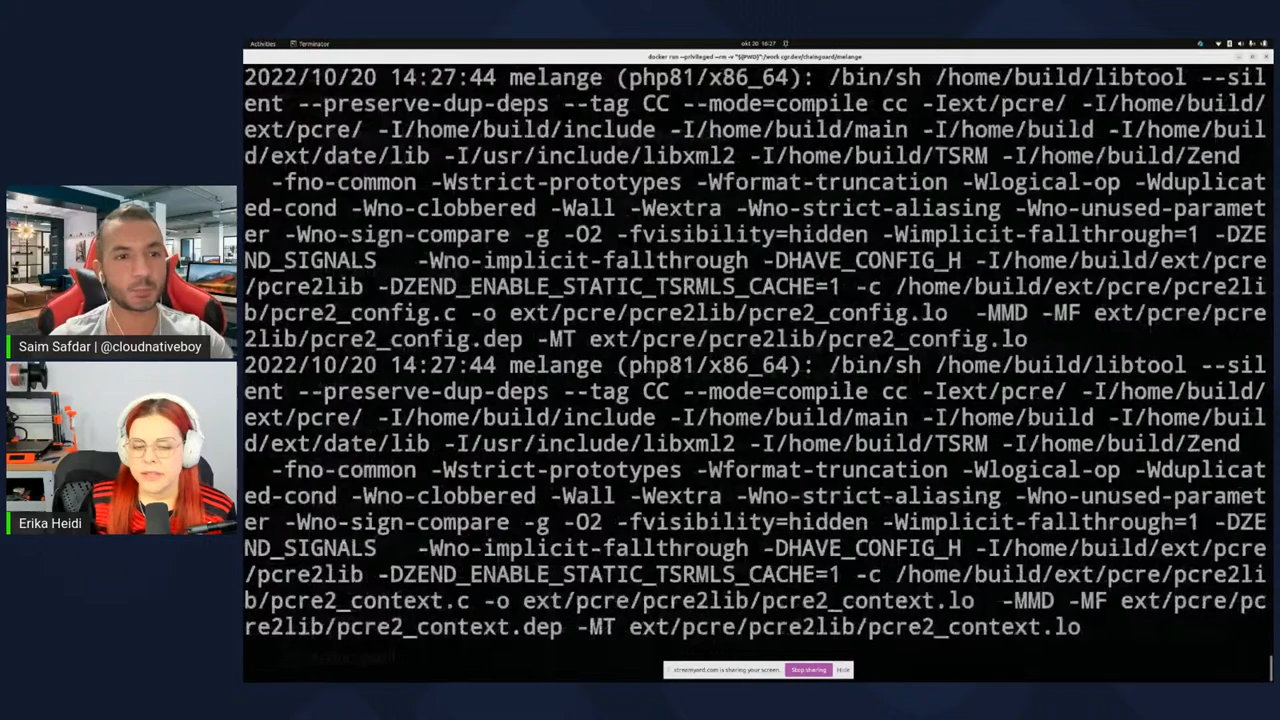 Activities Terminator okt 20 16:27
docker run --privileged --rm -v "${PWD}":/work cgr.dev/chainguard/melange
2022/10/20 14:27:44 melange (php81/x86_64): /bin/sh /home/build/libtool --sil
ent --preserve-dup-deps --tag CC --mode=compile cc -Iext/pcre/ -I/home/build/
ext/pcre/ -I/home/build/include -I/home/build/main -I/home/build -I/home/buil
d/ext/date/lib -I/usr/include/libxml2 -I/home/build/TSRM -I/home/build/Zend
-fno-common -Wstrict-prototypes -Wformat-truncation -Wlogical-op -Wduplicat
ed-cond -Wno-clobbered -Wall -Wextra -Wno-strict-aliasing -Wno-unused-paramet
er -Wno-sign-compare -g -O2 -fvisibility=hidden -Wimplicit-fallthrough=1 -DZE
ND_SIGNALS -Wno-implicit-fallthrough -DHAVE_CONFIG_H -I/home/build/ext/pcre
/pcre2lib -DZEND_ENABLE_STATIC_TSRMLS_CACHE=1 -c /home/build/ext/pcre/pcre2li
b/pcre2_config.c -o ext/pcre/pcre2lib/pcre2_config.lo -MMD -MF ext/pcre/pcre
2lib/pcre2_config.dep -MT ext/pcre/pcre2lib/pcre2_config.lo
2022/10/20 14:27:44 melange (php81/x86_64): /bin/sh /home/build/libtool --sil
ent --preserve-dup-deps --tag CC --mode=compile cc -Iext/pcre/ -I/home/build/
ext/pcre/ -I/home/build/include -I/home/build/main -I/home/build -I/home/buil
d/ext/date/lib -I/usr/include/libxml2 -I/home/build/TSRM -I/home/build/Zend
-fno-common -Wstrict-prototypes -Wformat-truncation -Wlogical-op -Wduplicat
ed-cond -Wno-clobbered -Wall -Wextra -Wno-strict-aliasing -Wno-unused-paramet
er -Wno-sign-compare -g -O2 -fvisibility=hidden -Wimplicit-fallthrough=1 -DZE
ND_SIGNALS -Wno-implicit-fallthrough -DHAVE_CONFIG_H -I/home/build/ext/pcre
/pcre2lib -DZEND_ENABLE_STATIC_TSRMLS_CACHE=1 -c /home/build/ext/pcre/pcre2li
b/pcre2_context.c -o ext/pcre/pcre2lib/pcre2_context.lo -MMD -MF ext/pcre/pc
re2lib/pcre2_context.dep -MT ext/pcre/pcre2lib/pcre2_context.lo
streamyard.com is sharing your screen. Stop sharing Hide
Saim Safdar | @cloudnativeboy
Erika Heidi